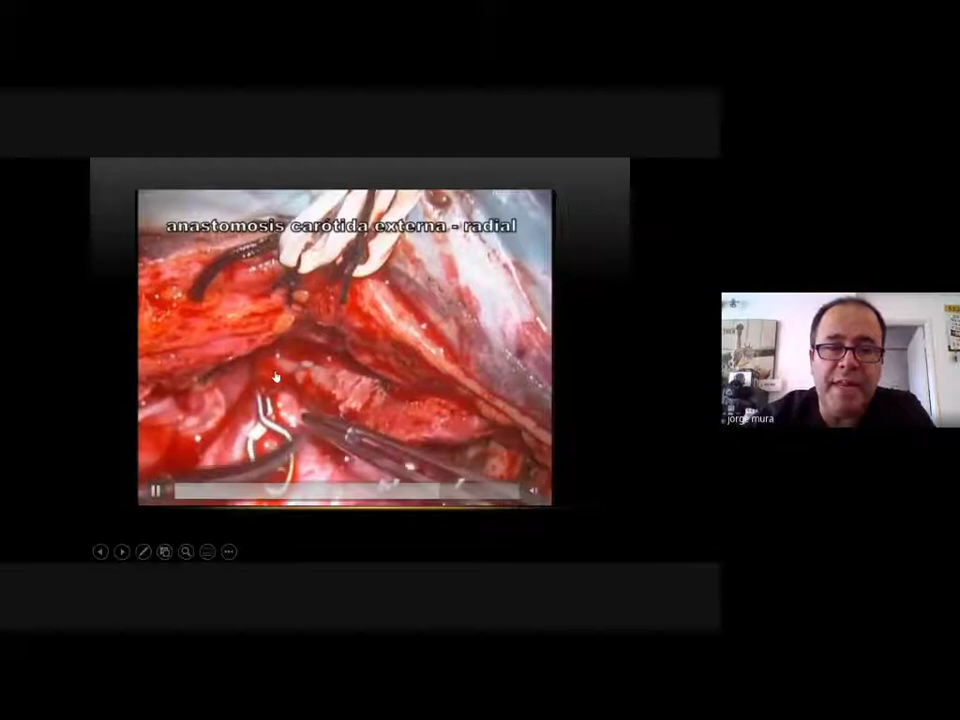 anastomosis carótida externa - radial
jorge mura